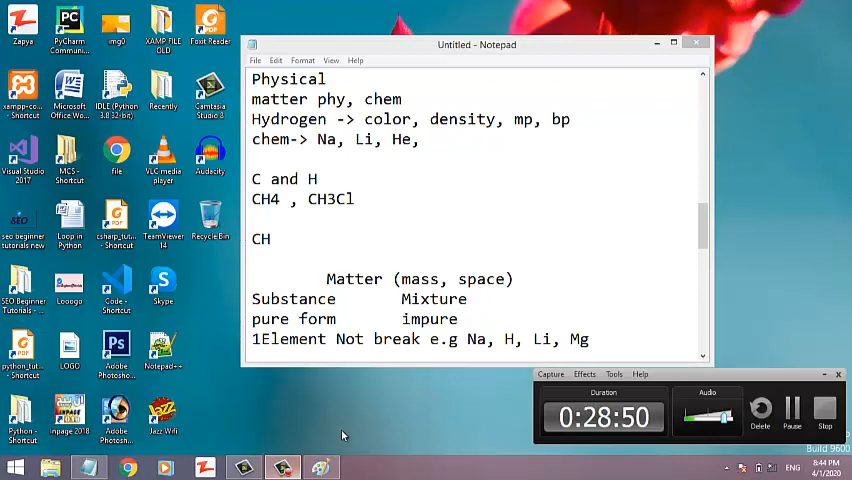 Untitled - Notepad
File Edit Format View Help
Physical
matter phy, chem
Hydrogen -> color, density, mp, bp
chem-> Na, Li, He,
C and H
CH4 , CH3Cl
CH
Matter (mass, space)
Substance Mixture
pure form impure
1Element Not break e.g Na, H, Li, Mg
Zapya
PyCharm Communi...
img0
XAMP FILE OLD
Foxit Reader
xampp-co... - Shortcut
Microsoft Office Wo...
IDLE (Python 3.8 32-bit)
Recently
Camtasia Studio 8
Visual Studio 2017
MCS - Shortcut
file
VLC media player
Audacity
seo beginner tutorials new
Loop in Python
csharp_tut... - Shortcut
TeamViewer 14
Recycle Bin
SEO Beginner Tutorials - ...
Looogo
Code - Shortcut
Skype
python_tut... - Shortcut
LOGO
Adobe Photosho...
Notepad++
Python - Shortcut
Inpage 2018
Adobe Photosh...
Jazz Wifi
Capture Effects Tools Help
Duration
0:28:50
Audio
Delete
Pause
Stop
Build 9600
ENG
8:44 PM
4/1/2020